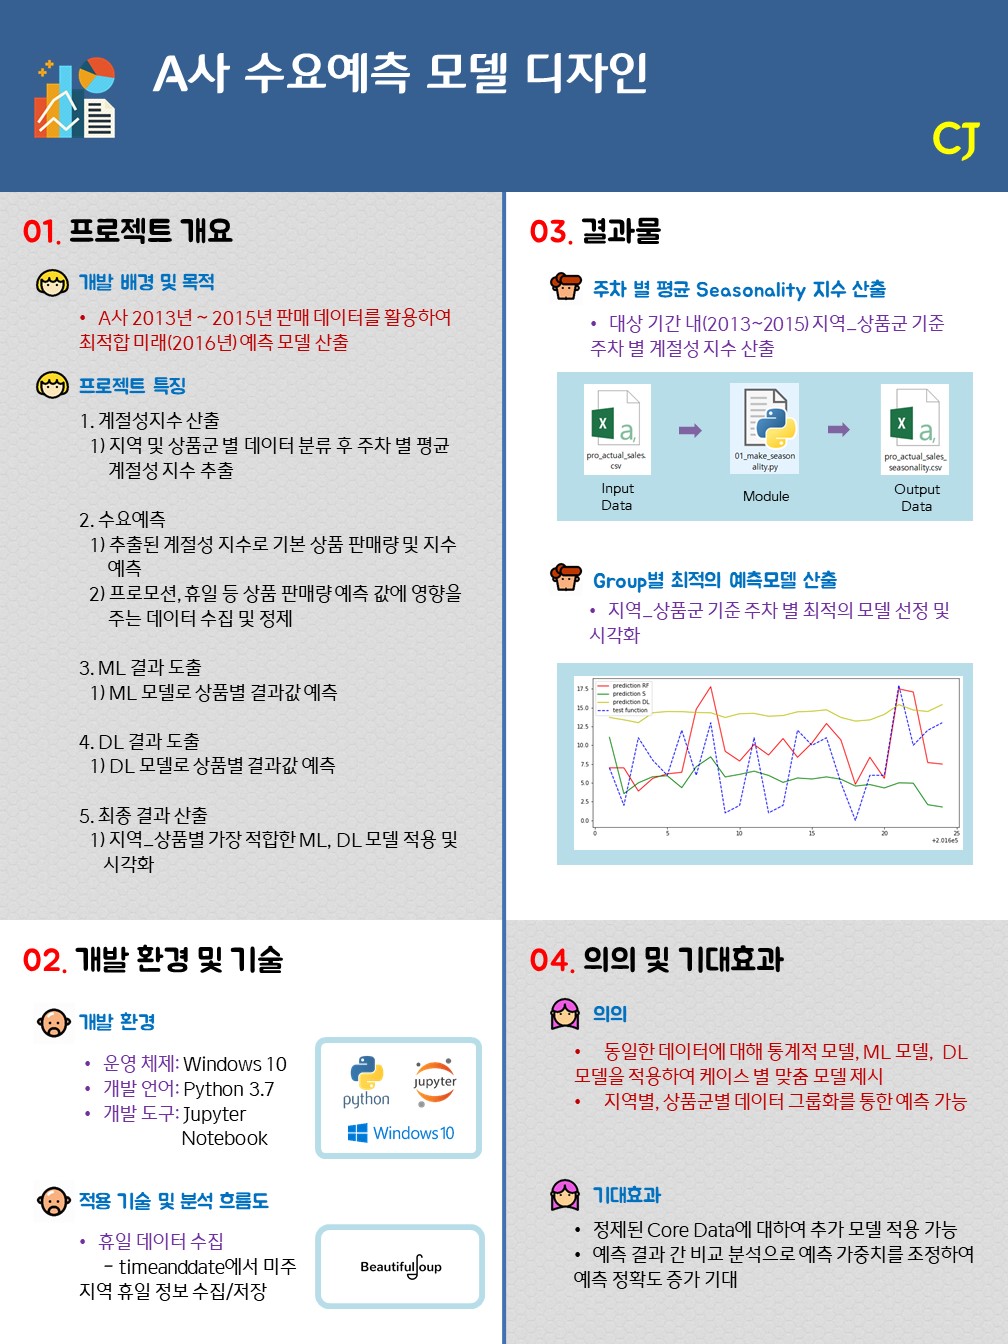 A사 수요예측 모델 디자인
CJ
01. 프로젝트 개요
개발 배경 및 목적
• A사 2013년 ~ 2015년 판매 데이터를 활용하여
최적합 미래(2016년) 예측 모델 산출
프로젝트 특징
1. 계절성지수 산출
1) 지역 및 상품군 별 데이터 분류 후 주차 별 평균
계절성 지수 추출
2. 수요예측
1) 추출된 계절성 지수로 기본 상품 판매량 및 지수
예측
2) 프로모션, 휴일 등 상품 판매량 예측 값에 영향을
주는 데이터 수집 및 정제
3. ML 결과 도출
1) ML 모델로 상품별 결과값 예측
4. DL 결과 도출
1) DL 모델로 상품별 결과값 예측
5. 최종 결과 산출
1) 지역_상품별 가장 적합한 ML, DL 모델 적용 및
시각화
02. 개발 환경 및 기술
개발 환경
• 운영 체제: Windows 10
• 개발 언어: Python 3.7
• 개발 도구: Jupyter
Notebook
python
jupyter
Windows 10
적용 기술 및 분석 흐름도
• 휴일 데이터 수집
- timeanddate에서 미주
지역 휴일 정보 수집/저장
BeautifulSoup
03. 결과물
주차 별 평균 Seasonality 지수 산출
• 대상 기간 내(2013~2015) 지역_상품군 기준
주차 별 계절성 지수 산출
X a,
pro_actual_sales.
csv
Input
Data
01_make_season
ality.py
Module
X a,
pro_actual_sales_
seasonality.csv
Output
Data
Group별 최적의 예측모델 산출
• 지역_상품군 기준 주차 별 최적의 모델 선정 및
시각화
prediction RF
prediction S
prediction DL
test function
17.5
15.0
12.5
10.0
7.5
5.0
2.5
0.0
0 5 10 15 20 25
+2.016e5
04. 의의 및 기대효과
의의
• 동일한 데이터에 대해 통계적 모델, ML 모델, DL
모델을 적용하여 케이스 별 맞춤 모델 제시
• 지역별, 상품군별 데이터 그룹화를 통한 예측 가능
기대효과
• 정제된 Core Data에 대하여 추가 모델 적용 가능
• 예측 결과 간 비교 분석으로 예측 가중치를 조정하여
예측 정확도 증가 기대